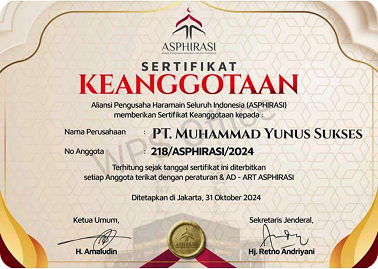 ASPHIRASI
SERTIFIKAT
KEANGGOTAAN
Aliansi Pengusaha Haramain Seluruh Indonesia (ASPHIRASI)
memberikan Sertifikat Keanggotaan kepada :
Nama Perusahaan : PT. MUHAMMAD YUNUS SUKSES
No Anggota : 218/ASPHIRASI/2024
Terhitung sejak tanggal sertifikat ini diterbitkan
setiap Anggota terikat dengan peraturan & AD - ART ASPHIRASI
Ditetapkan di Jakarta, 31 Oktober 2024
Ketua Umum, Sekretaris Jenderal,
H. Amaludin Hj. Retno Andriyani